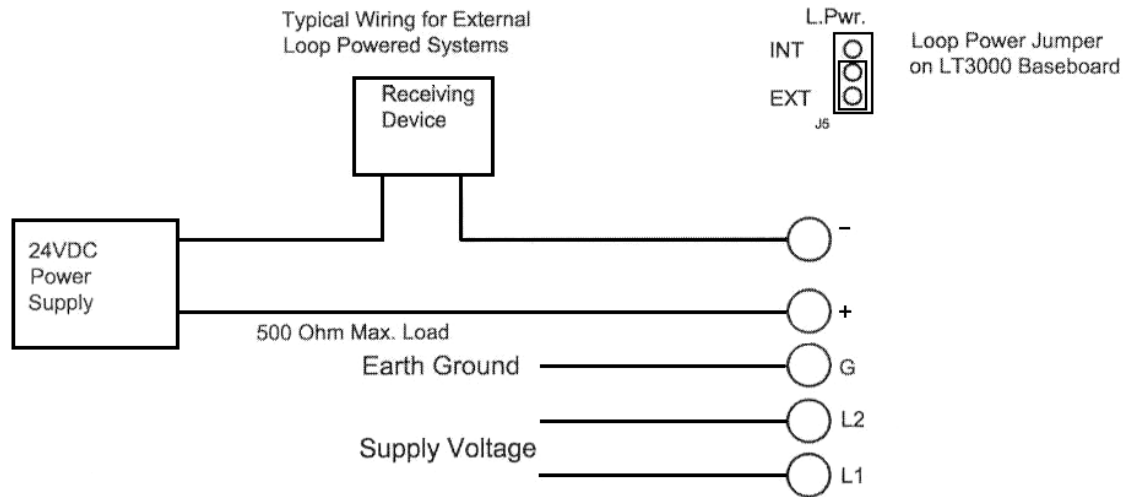 Typical Wiring for External
Loop Powered Systems
L.Pwr.
INT
EXT
J5
Loop Power Jumper
on LT3000 Baseboard
Receiving
Device
24VDC
Power
Supply
–
+
500 Ohm Max. Load
Earth Ground
G
L2
Supply Voltage
L1